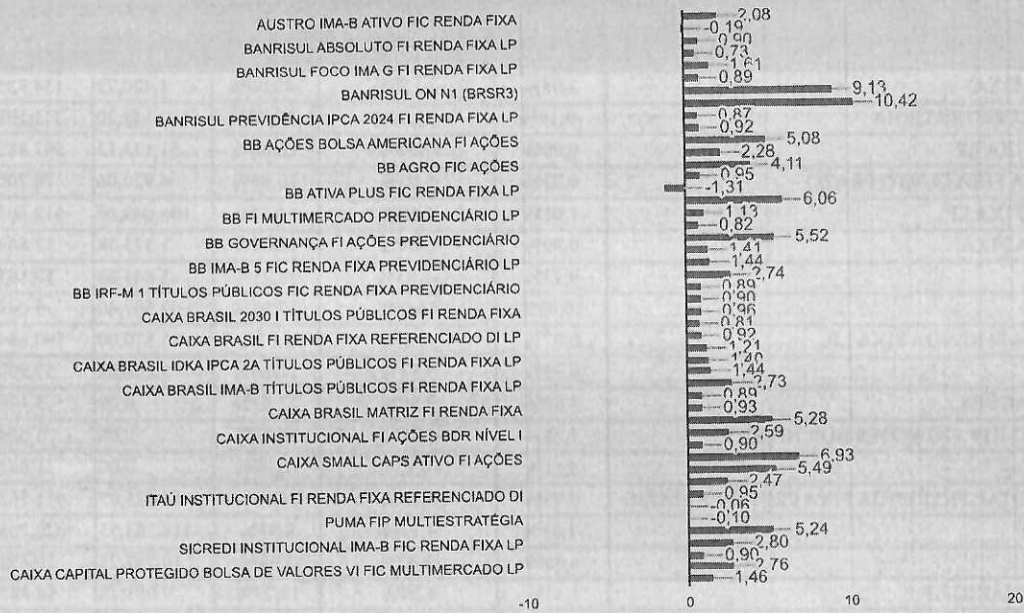 AUSTRO IMA-B ATIVO FIC RENDA FIXA 2,08
-0,19
BANRISUL ABSOLUTO FI RENDA FIXA LP 0,90
0,73
BANRISUL FOCO IMA G FI RENDA FIXA LP 1,61
0,89
BANRISUL ON N1 (BRSR3) 9,13
10,42
BANRISUL PREVIDÊNCIA IPCA 2024 FI RENDA FIXA LP 0,87
0,92
BB AÇÕES BOLSA AMERICANA FI AÇÕES 5,08
2,28
BB AGRO FIC AÇÕES 4,11
0,95
BB ATIVA PLUS FIC RENDA FIXA LP -1,31
6,06
BB FI MULTIMERCADO PREVIDENCIÁRIO LP 1,13
0,82
BB GOVERNANÇA FI AÇÕES PREVIDENCIÁRIO 5,52
1,41
BB IMA-B 5 FIC RENDA FIXA PREVIDENCIÁRIO LP 1,44
2,74
BB IRF-M 1 TÍTULOS PÚBLICOS FIC RENDA FIXA PREVIDENCIÁRIO 0,89
0,90
CAIXA BRASIL 2030 I TÍTULOS PÚBLICOS FI RENDA FIXA 0,96
0,81
CAIXA BRASIL FI RENDA FIXA REFERENCIADO DI LP 0,92
1,21
CAIXA BRASIL IDKA IPCA 2A TÍTULOS PÚBLICOS FI RENDA FIXA LP 1,40
1,44
CAIXA BRASIL IMA-B TÍTULOS PÚBLICOS FI RENDA FIXA LP 2,73
0,89
CAIXA BRASIL MATRIZ FI RENDA FIXA 0,93
5,28
CAIXA INSTITUCIONAL FI AÇÕES BDR NÍVEL I 2,59
0,90
CAIXA SMALL CAPS ATIVO FI AÇÕES 6,93
5,49
2,47
ITAÚ INSTITUCIONAL FI RENDA FIXA REFERENCIADO DI 0,95
-0,06
PUMA FIP MULTIESTRATÉGIA -0,10
5,24
SICREDI INSTITUCIONAL IMA-B FIC RENDA FIXA LP 2,80
0,90
CAIXA CAPITAL PROTEGIDO BOLSA DE VALORES VI FIC MULTIMERCADO LP 2,76
1,46
-10 0 10 20